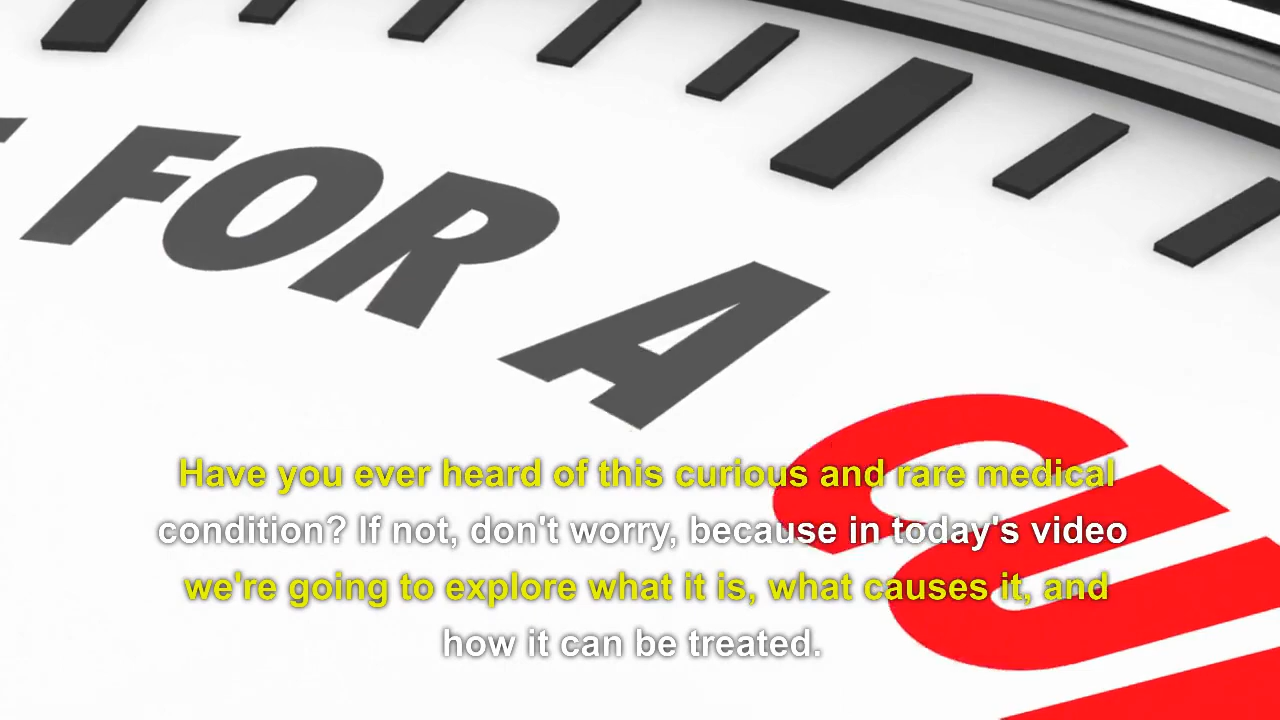 FOR A
CU
Have you ever heard of this curious and rare medical
condition? If not, don't worry, because in today's video
we're going to explore what it is, what causes it, and
how it can be treated.